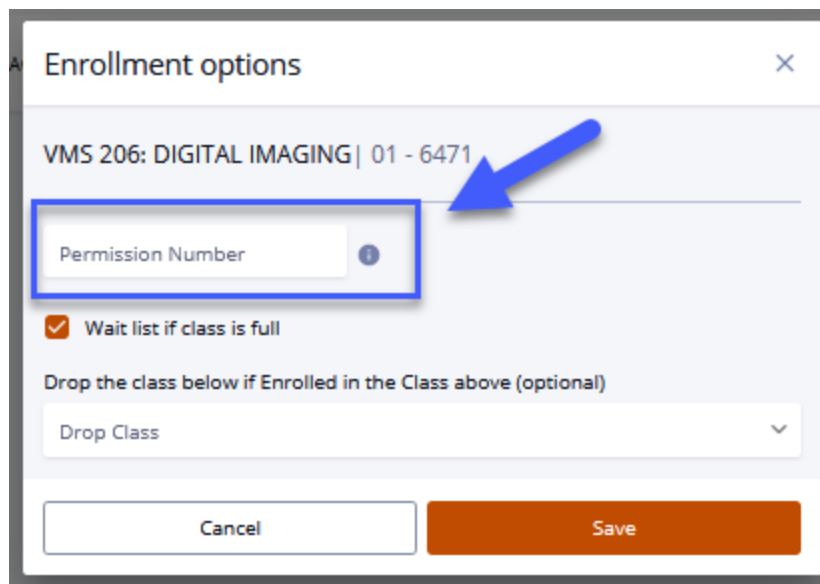 Enrollment options
VMS 206: DIGITAL IMAGING| 01 - 6471
Permission Number
Wait list if class is full
Drop the class below if Enrolled in the Class above (optional)
Drop Class
Cancel
Save